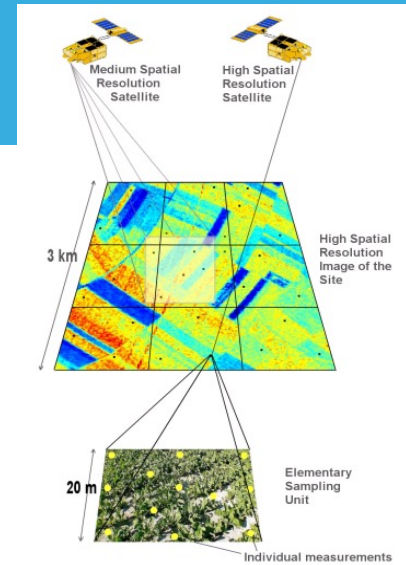 Medium Spatial
Resolution
Satellite
High Spatial
Resolution
Satellite
3 km
High Spatial
Resolution
Image of the
Site
20 m
Elementary
Sampling
Unit
Individual measurements